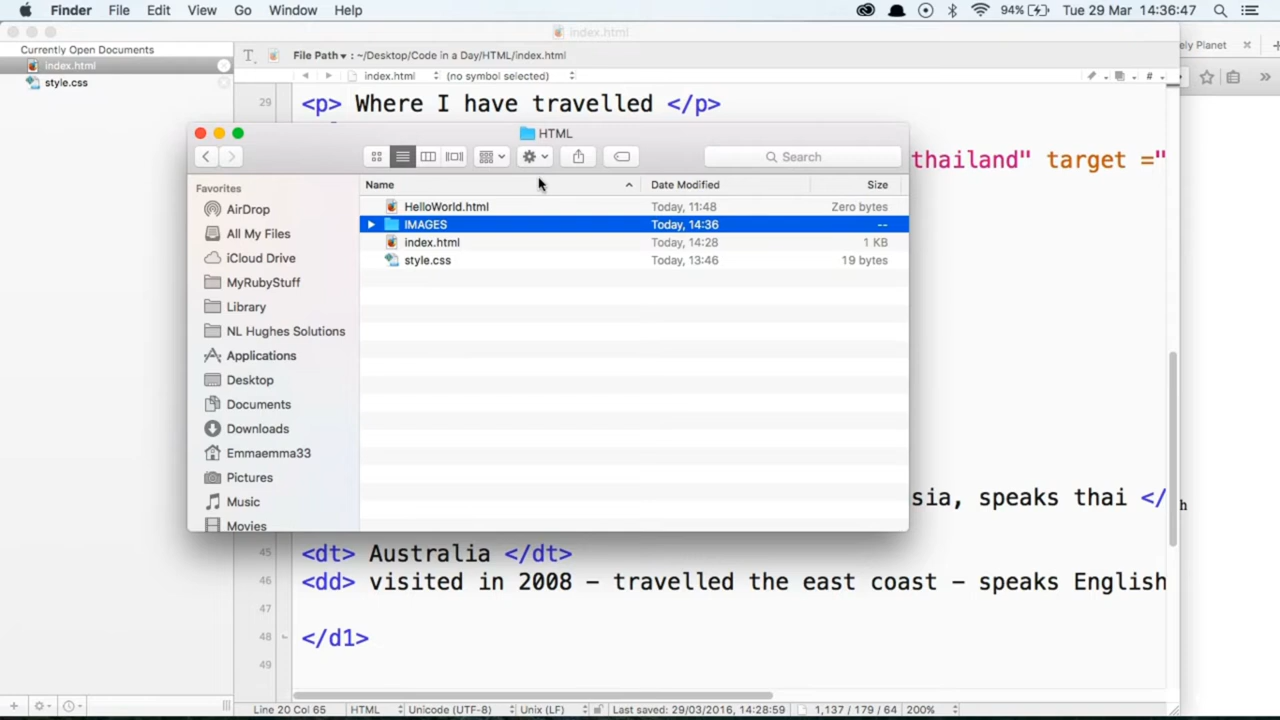 Finder File Edit View Go Window Help 94% Tue 29 Mar 14:36:47
index.html
Currently Open Documents
index.html
style.css
File Path : ~/Desktop/Code in a Day/HTML/index.html
ely Planet
index.html (no symbol selected) #
29 <p> Where I have travelled </p>
HTML
Search
thailand" target ="
Favorites
AirDrop
All My Files
iCloud Drive
MyRubyStuff
Library
NL Hughes Solutions
Applications
Desktop
Documents
Downloads
Emmaemma33
Pictures
Music
Movies
Name Date Modified Size
HelloWorld.html Today, 11:48 Zero bytes
IMAGES Today, 14:36 --
index.html Today, 14:28 1 KB
style.css Today, 13:46 19 bytes
sia, speaks thai </
h
45 <dt> Australia </dt>
46 <dd> visited in 2008 – travelled the east coast – speaks English
47
48 </d1>
49
Line 20 Col 65 HTML Unicode (UTF-8) Unix (LF) Last saved: 29/03/2016, 14:28:59 1,137 / 179 / 64 200%